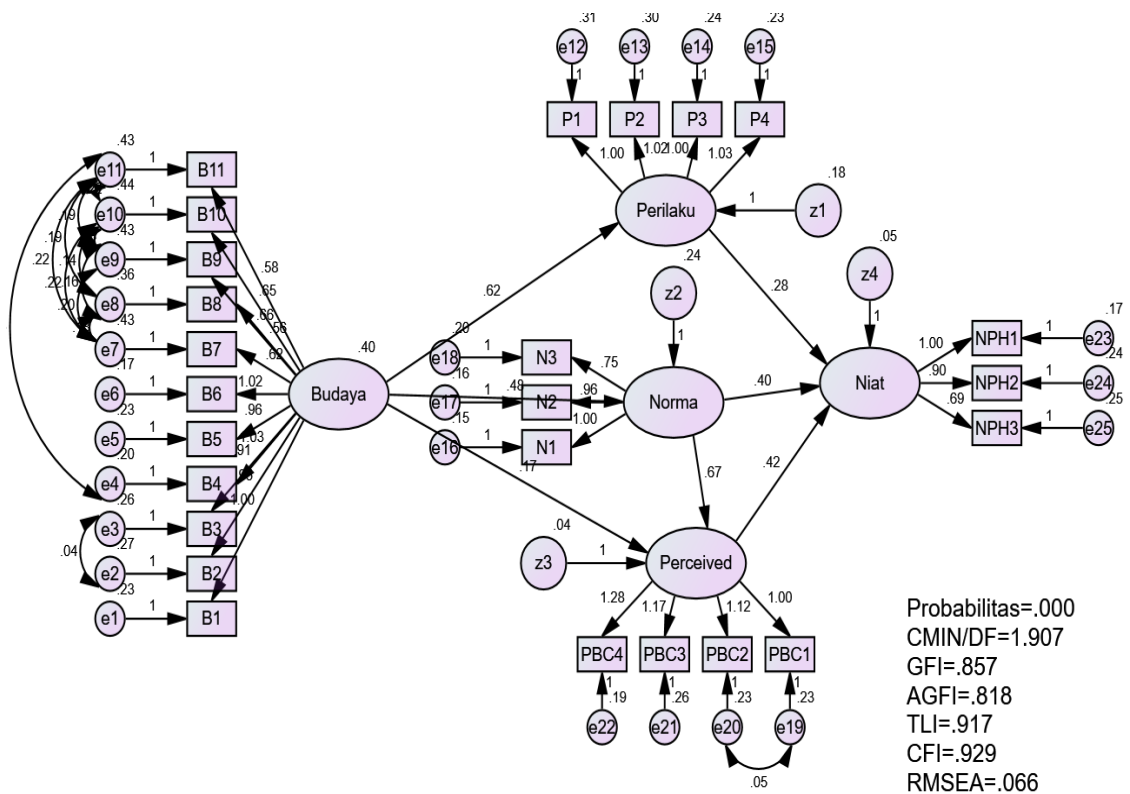 .31 .30 .24 .23
e12 e13 e14 e15
1 1 1 1
P1 P2 P3 P4
1.00 1.02 1.00 1.03
Perilaku
1
z1
.18
.43
e11 1 B11
.44
e10 1 B10
.43
e9 1 B9
.36
e8 1 B8
.43
e7 1 B7
.17
e6 1 B6
.23
e5 1 B5
.20
e4 1 B4
.26
e3 1 B3
.27
e2 1 B2
.23
e1 1 B1
.19
.19
.22
.14
.22
.16
.20
.04
.58
.65
.66
.56
.62
1.02
.96
1.03
.91
1.00
.40
Budaya
.62
.48
.17
.24
z2
1
.20
e18 1 N3 .75
.16
e17 1 N2 .96
.15
e16 1 N1 1.00
Norma
.28
.40
.67
.42
.05
z4
1
Niat
.17
1.00 NPH1 1 e23
.24
.90 NPH2 1 e24
.25
.69 NPH3 1 e25
.04
z3 1
Perceived
1.28 1.17 1.12 1.00
PBC4 PBC3 PBC2 PBC1
1 1 1 1
.19 .26 .23 .23
e22 e21 e20 e19
.05
Probabilitas=.000
CMIN/DF=1.907
GFI=.857
AGFI=.818
TLI=.917
CFI=.929
RMSEA=.066